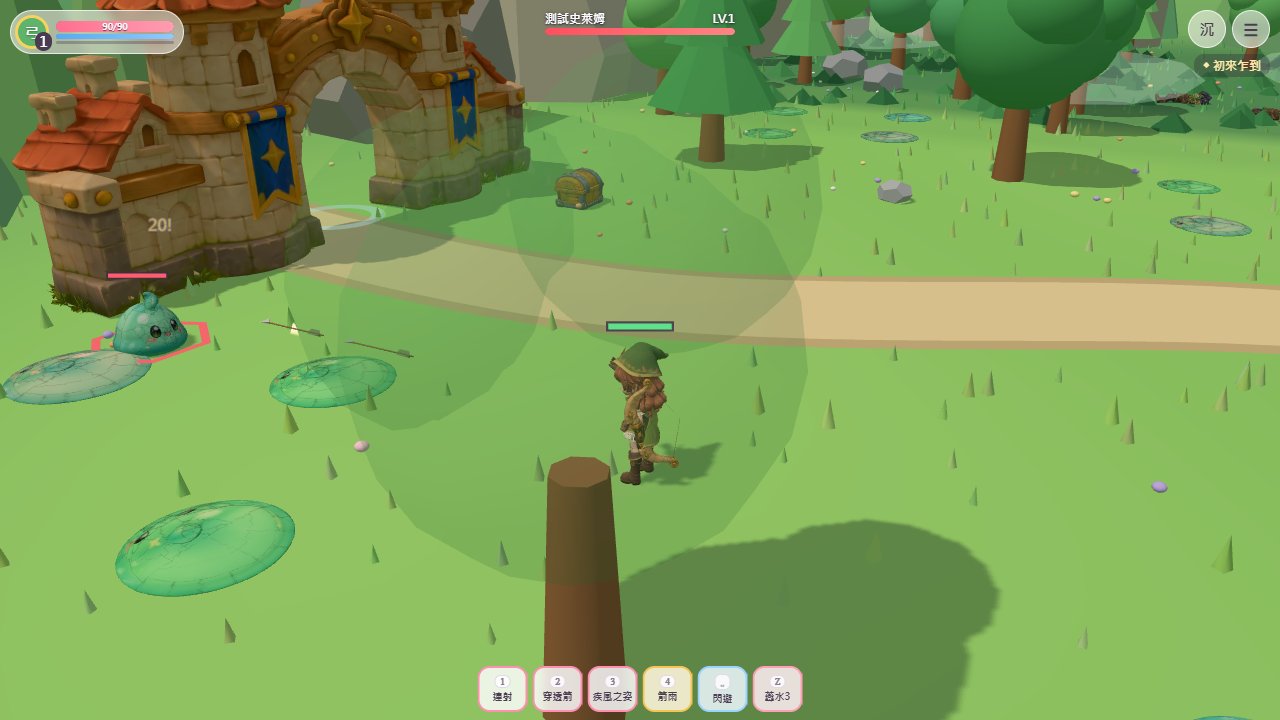 ㄹ
90/90
1
測試史萊姆 LV.1
沉
初來乍到
20!
1 連射
2 穿透箭
3 疾風之姿
4 箭雨
閃避
Z 藥水3